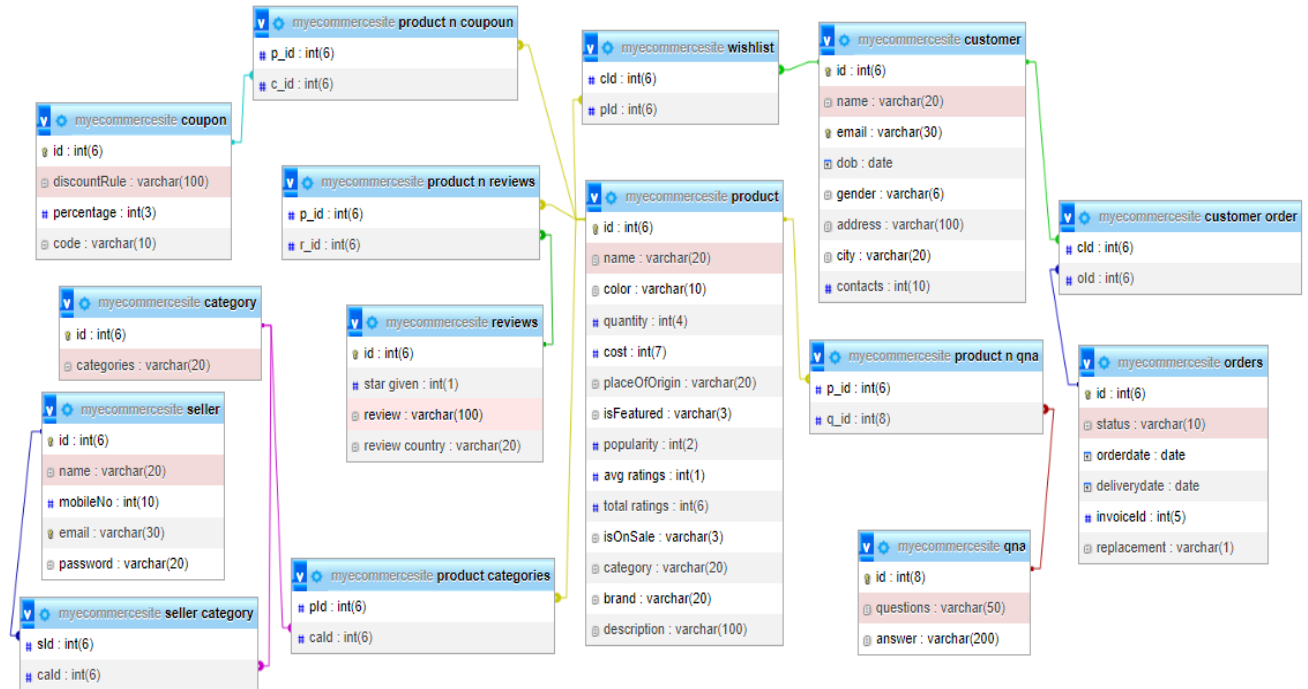 myecommercesite product n coupoun
p_id : int(6)
c_id : int(6)
myecommercesite coupon
id : int(6)
discountRule : varchar(100)
percentage : int(3)
code : varchar(10)
myecommercesite product n reviews
p_id : int(6)
r_id : int(6)
myecommercesite category
id : int(6)
categories : varchar(20)
myecommercesite reviews
id : int(6)
star given : int(1)
review : varchar(100)
review country : varchar(20)
myecommercesite seller
id : int(6)
name : varchar(20)
mobileNo : int(10)
email : varchar(30)
password : varchar(20)
myecommercesite seller category
sId : int(6)
caId : int(6)
myecommercesite product categories
pId : int(6)
caId : int(6)
myecommercesite wishlist
cId : int(6)
pId : int(6)
myecommercesite product
id : int(6)
name : varchar(20)
color : varchar(10)
quantity : int(4)
cost : int(7)
placeOfOrigin : varchar(20)
isFeatured : varchar(3)
popularity : int(2)
avg ratings : int(1)
total ratings : int(6)
isOnSale : varchar(3)
category : varchar(20)
brand : varchar(20)
description : varchar(100)
myecommercesite customer
id : int(6)
name : varchar(20)
email : varchar(30)
dob : date
gender : varchar(6)
address : varchar(100)
city : varchar(20)
contacts : int(10)
myecommercesite customer order
cId : int(6)
oId : int(6)
myecommercesite product n qna
p_id : int(6)
q_id : int(8)
myecommercesite orders
id : int(6)
status : varchar(10)
orderdate : date
deliverydate : date
invoiceId : int(5)
replacement : varchar(1)
myecommercesite qna
id : int(8)
questions : varchar(50)
answer : varchar(200)